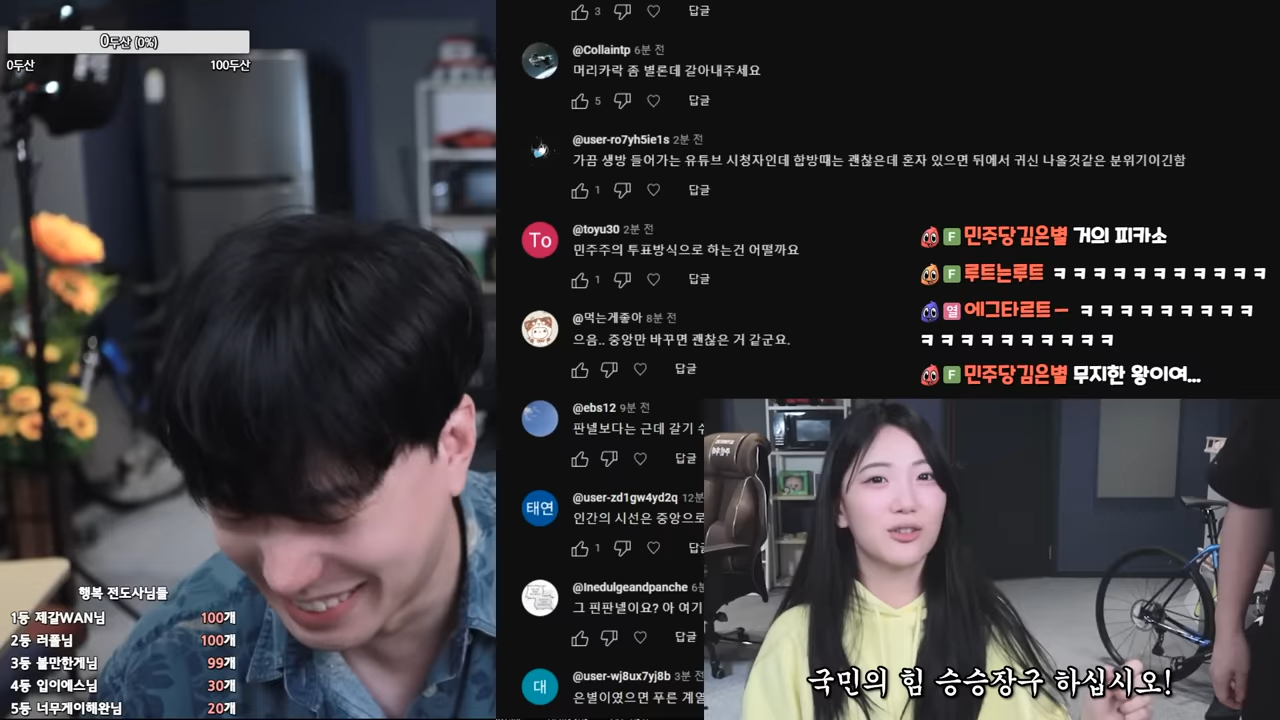 0두산 (0%)
0두산
100두산
행복 전도사님들
1등 제갈WAN님
100개
2등 러폴님
100개
3등 볼만한게님
99개
4등 입이에스님
30개
5등 너무게이해완님
20개
3
답글
@Collaintp 6분 전
머리카락 좀 별론데 갈아내주세요
5
답글
@user-ro7yh5ie1s 2분 전
가끔 생방 들어가는 유튜브 시청자인데 합방때는 괜찮은데 혼자 있으면 뒤에서 귀신 나올것같은 분위기이긴함
1
답글
To
@toyu30 2분 전
민주주의 투표방식으로 하는건 어떨까요
1
답글
@먹는게좋아 8분 전
으음.. 중앙만 바꾸면 괜찮은 거 같군요.
답글
@ebs12 9분 전
판넬보다는 근데 갈기
답글
태연
@user-zd1gw4yd2q 12분
인간의 시선은 중앙으로
1
답글
@Inedulgeandpanche 6분
그 핀판넬이요? 아 여기
답글
대
@user-wj8ux7yj8b 3분 전
은별이였으면 푸른 계열
F 민주당김은별 거의 피카소
F 루트는루트 ㅋㅋㅋㅋㅋㅋㅋㅋㅋㅋㅋ
열 에그타르트ㅡ ㅋㅋㅋㅋㅋㅋㅋㅋㅋ
ㅋㅋㅋㅋㅋㅋㅋㅋㅋㅋ
F 민주당김은별 무지한 왕이여...
국민의 힘 승승장구 하십시오!